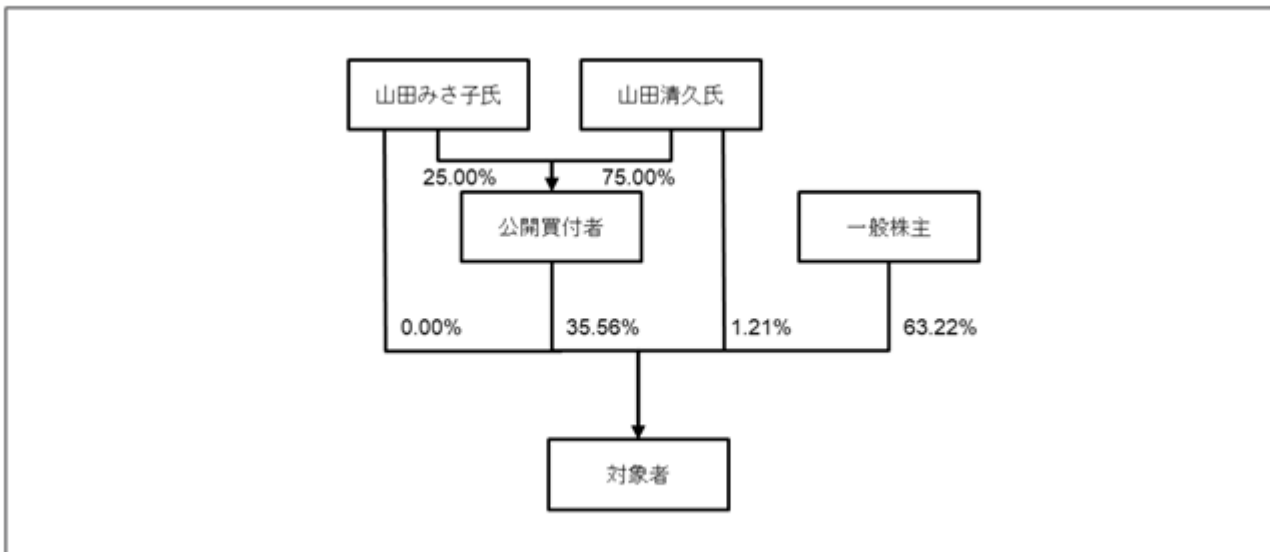 山田みさ子氏
山田清久氏
25.00%
75.00%
公開買付者
一般株主
0.00%
35.56%
1.21%
63.22%
対象者